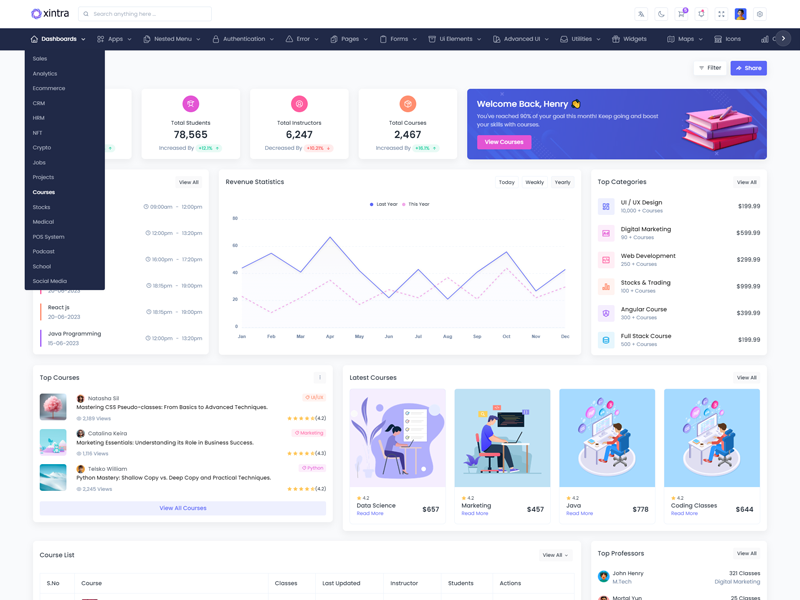 xintra
Search anything here ...
5
Dashboards Apps Nested Menu Authentication Error Pages Forms UI Elements Advanced UI Utilities Widgets Maps Icons
Sales
Analytics
Ecommerce
CRM
HRM
NFT
Crypto
Jobs
Projects
Courses
Stocks
Medical
POS System
Podcast
School
Social Media
Filter
Share
Total Students
78,565
Increased By
Total Instructors
6,247
Decreased By
Total Courses
2,467
Increased By
Welcome Back, Henry 👋
You've reached 90% of your goal this month! Keep going and boost
your skills with courses.
View Courses
View All
09:00am - 12:00pm
12:00pm - 13:20pm
16:00pm - 17:20pm
18:15pm - 19:00pm
React js
20-06-2023
18:15pm - 19:00pm
Java Programming
15-06-2023
12:00pm - 13:20pm
Revenue Statistics
Today Weekly Yearly
Last Year This Year
80
60
40
20
0
Jan Feb Mar Apr May Jun Jul Aug Sep Oct Nov Dec
Top Categories
View All
UI / UX Design
10,000 + Courses
$199.99
Digital Marketing
90 + Courses
$599.99
Web Development
250 + Courses
$299.99
Stocks & Trading
100 + Courses
$999.99
Angular Course
300 + Courses
$399.99
Full Stack Course
500 + Courses
$199.99
Top Courses
Natasha Sil
UI/UX
Mastering CSS Pseudo-classes: From Basics to Advanced Techniques.
Views
(4.2)
Catalina Keira
Marketing
Marketing Essentials: Understanding its Role in Business Success.
Views
(4.3)
Teisko William
Python
Python Mastery: Shallow Copy vs. Deep Copy and Practical Techniques.
2,245 Views
(4.2)
View All Courses
Latest Courses
View All
4.2
Data Science
Read More
$657
4.2
Marketing
Read More
$457
4.2
Java
Read More
$778
4.2
Coding Classes
Read More
$644
Course List
View All
S.No Course Classes Last Updated Instructor Students Actions
Top Professors
View All
John Henry
M.Tech
321 Classes
Digital Marketing
Mortal Yun
25 Classes